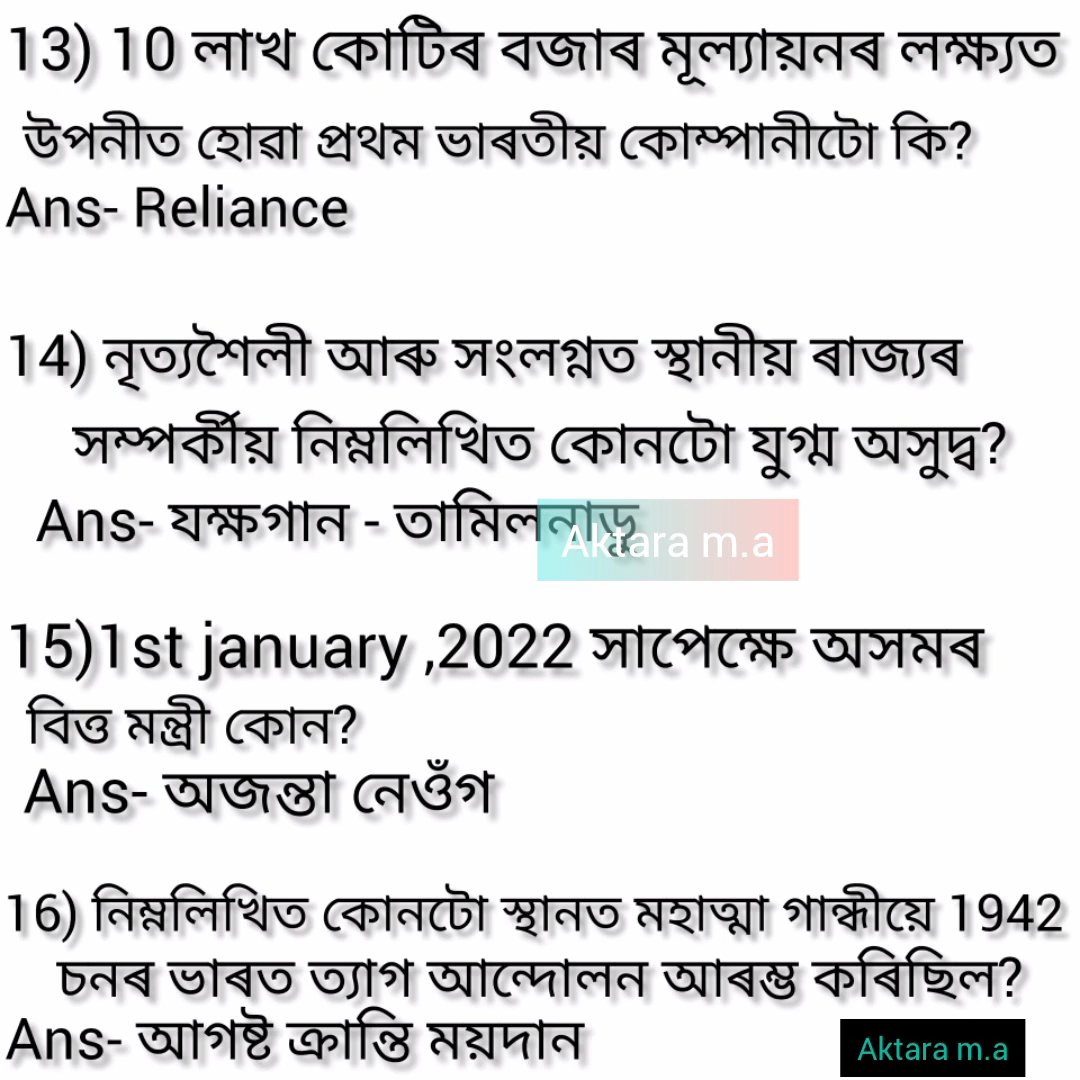 13) 10 লাখ কোটিৰ বজাৰ মূল্যায়নৰ লক্ষ্যত
উপনীত হোৱা প্ৰথম ভাৰতীয় কোম্পানীটো কি?
Ans- Reliance
14) নৃত্যশৈলী আৰু সংলগ্নত স্থানীয় ৰাজ্যৰ
সম্পৰ্কীয় নিম্নলিখিত কোনটো যুগ্ম অসুদ্ব?
Ans- যক্ষগান - তামিলনাডু
Aktara m.a
15)1st january ,2022 সাপেক্ষে অসমৰ
বিত্ত মন্ত্ৰী কোন?
Ans- অজন্তা নেওঁগ
16) নিম্নলিখিত কোনটো স্থানত মহাত্মা গান্ধীয়ে 1942
চনৰ ভাৰত ত্যাগ আন্দোলন আৰম্ভ কৰিছিল?
Ans- আগষ্ট ক্ৰান্তি ময়দান
Aktara m.a